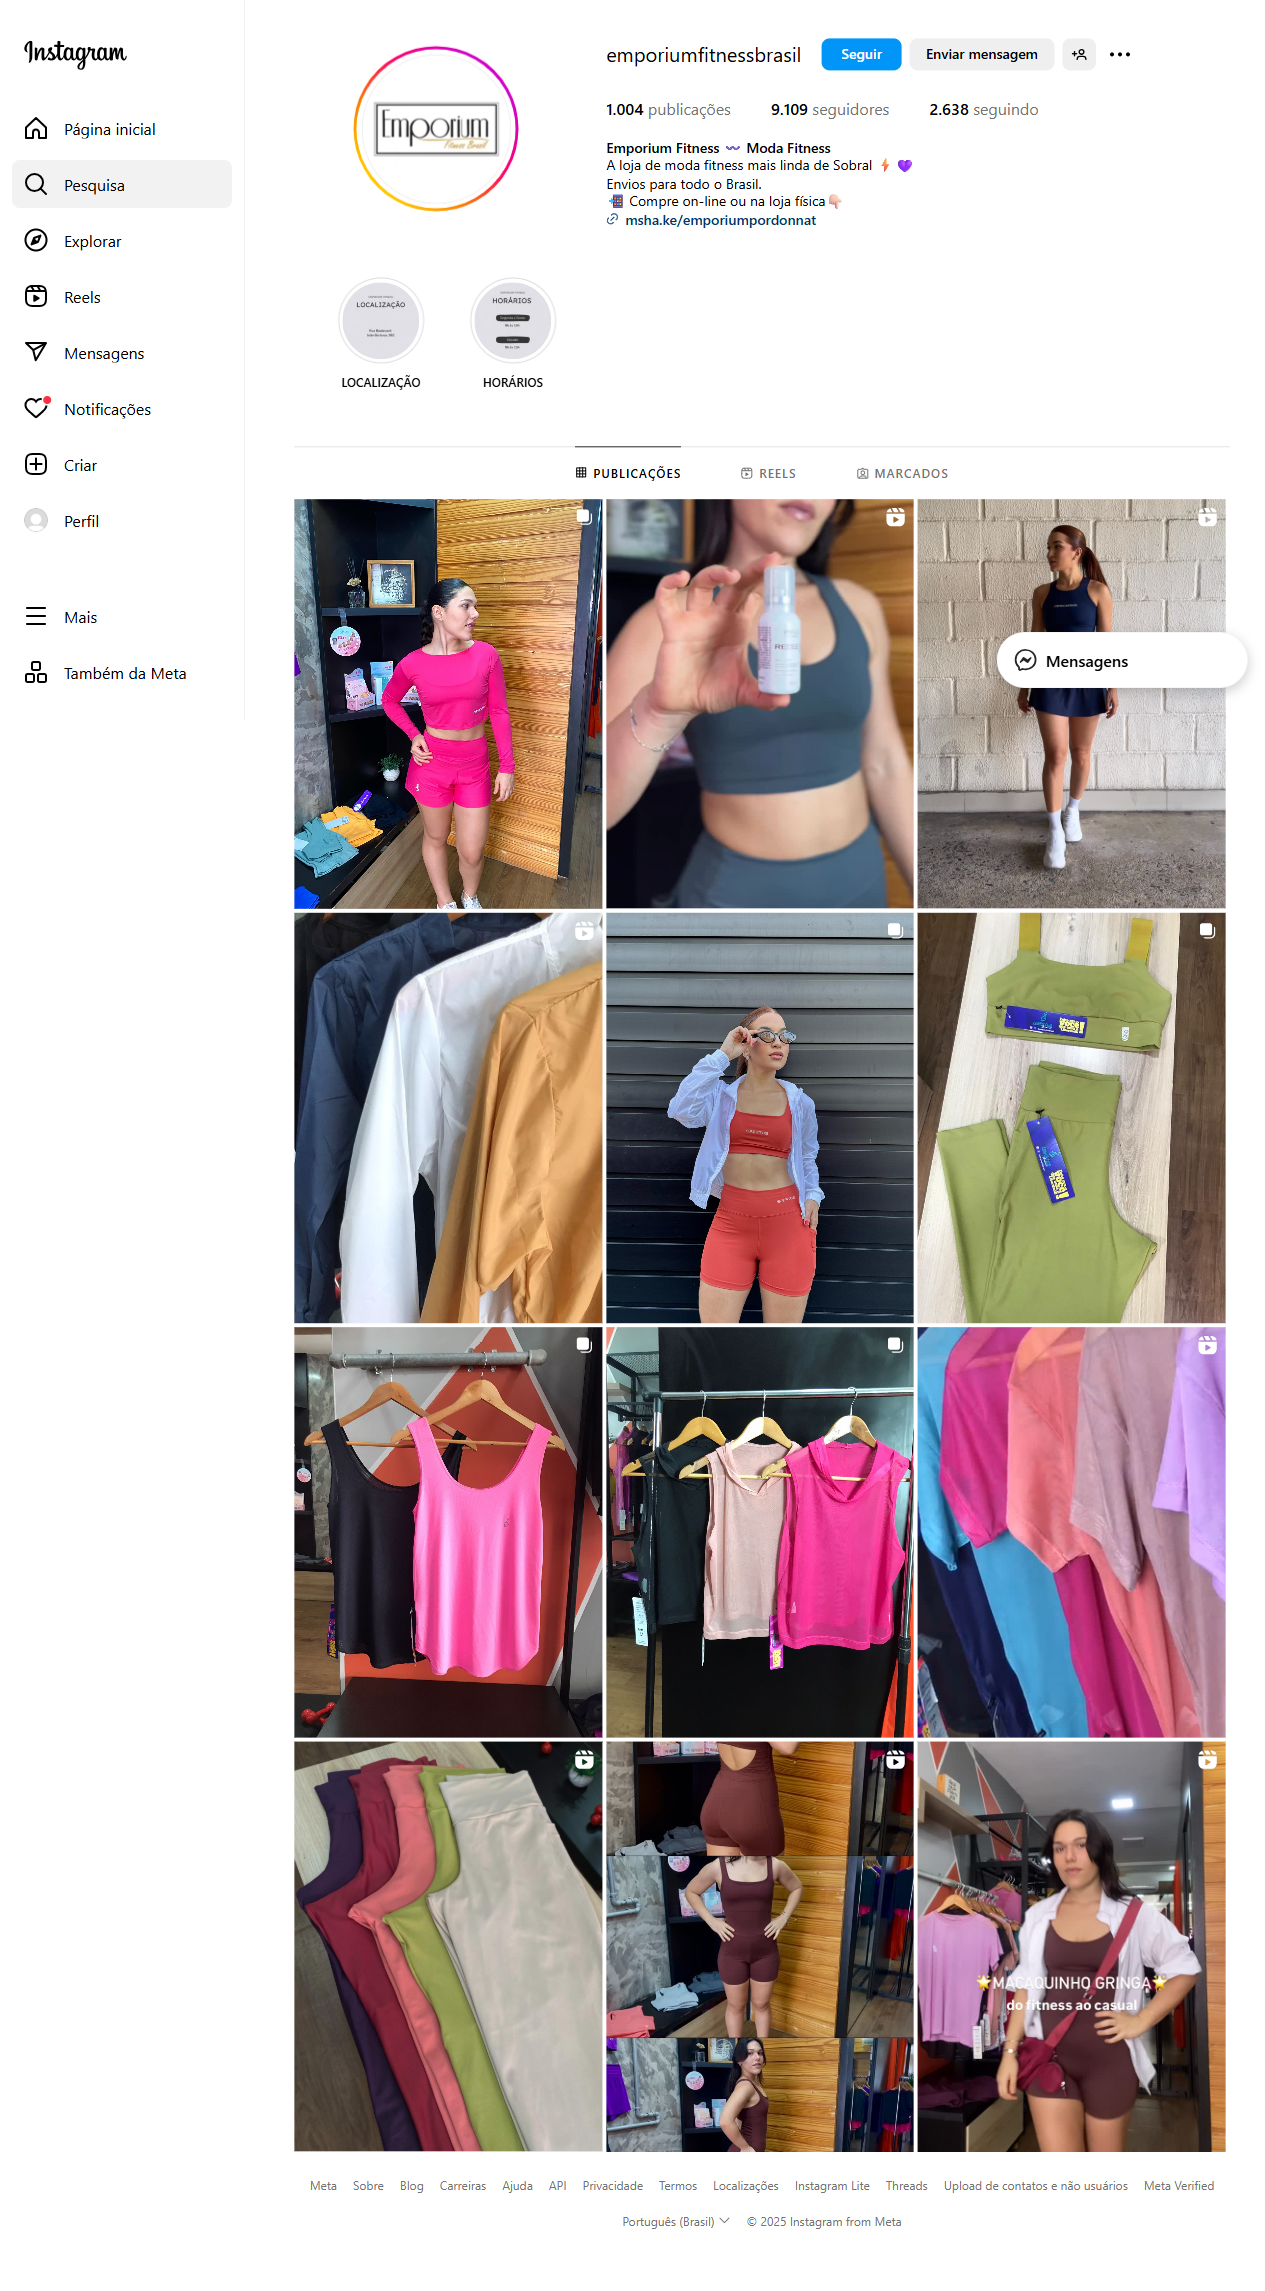 Instagram
Página inicial
Pesquisa
Explorar
Reels
Mensagens
Notificações
Criar
Perfil
Mais
Também da Meta
Emporium
Fitness Brasil
emporiumfitnessbrasil
Seguir
Enviar mensagem
1.004 publicações
9.109 seguidores
2.638 seguindo
Emporium Fitness 〰️ Moda Fitness
A loja de moda fitness mais linda de Sobral ⚡💜
Envios para todo o Brasil.
📲 Compre on-line ou na loja física👇🏻
msha.ke/emporiumpordonnat
LOCALIZAÇÃO
HORÁRIOS
LOCALIZAÇÃO
HORÁRIOS
PUBLICAÇÕES
REELS
MARCADOS
Mensagens
🌟MACAQUINHO GRINGA🌟
do fitness ao casual
Meta
Sobre
Blog
Carreiras
Ajuda
API
Privacidade
Termos
Localizações
Instagram Lite
Threads
Upload de contatos e não usuários
Meta Verified
Português (Brasil)
© 2025 Instagram from Meta